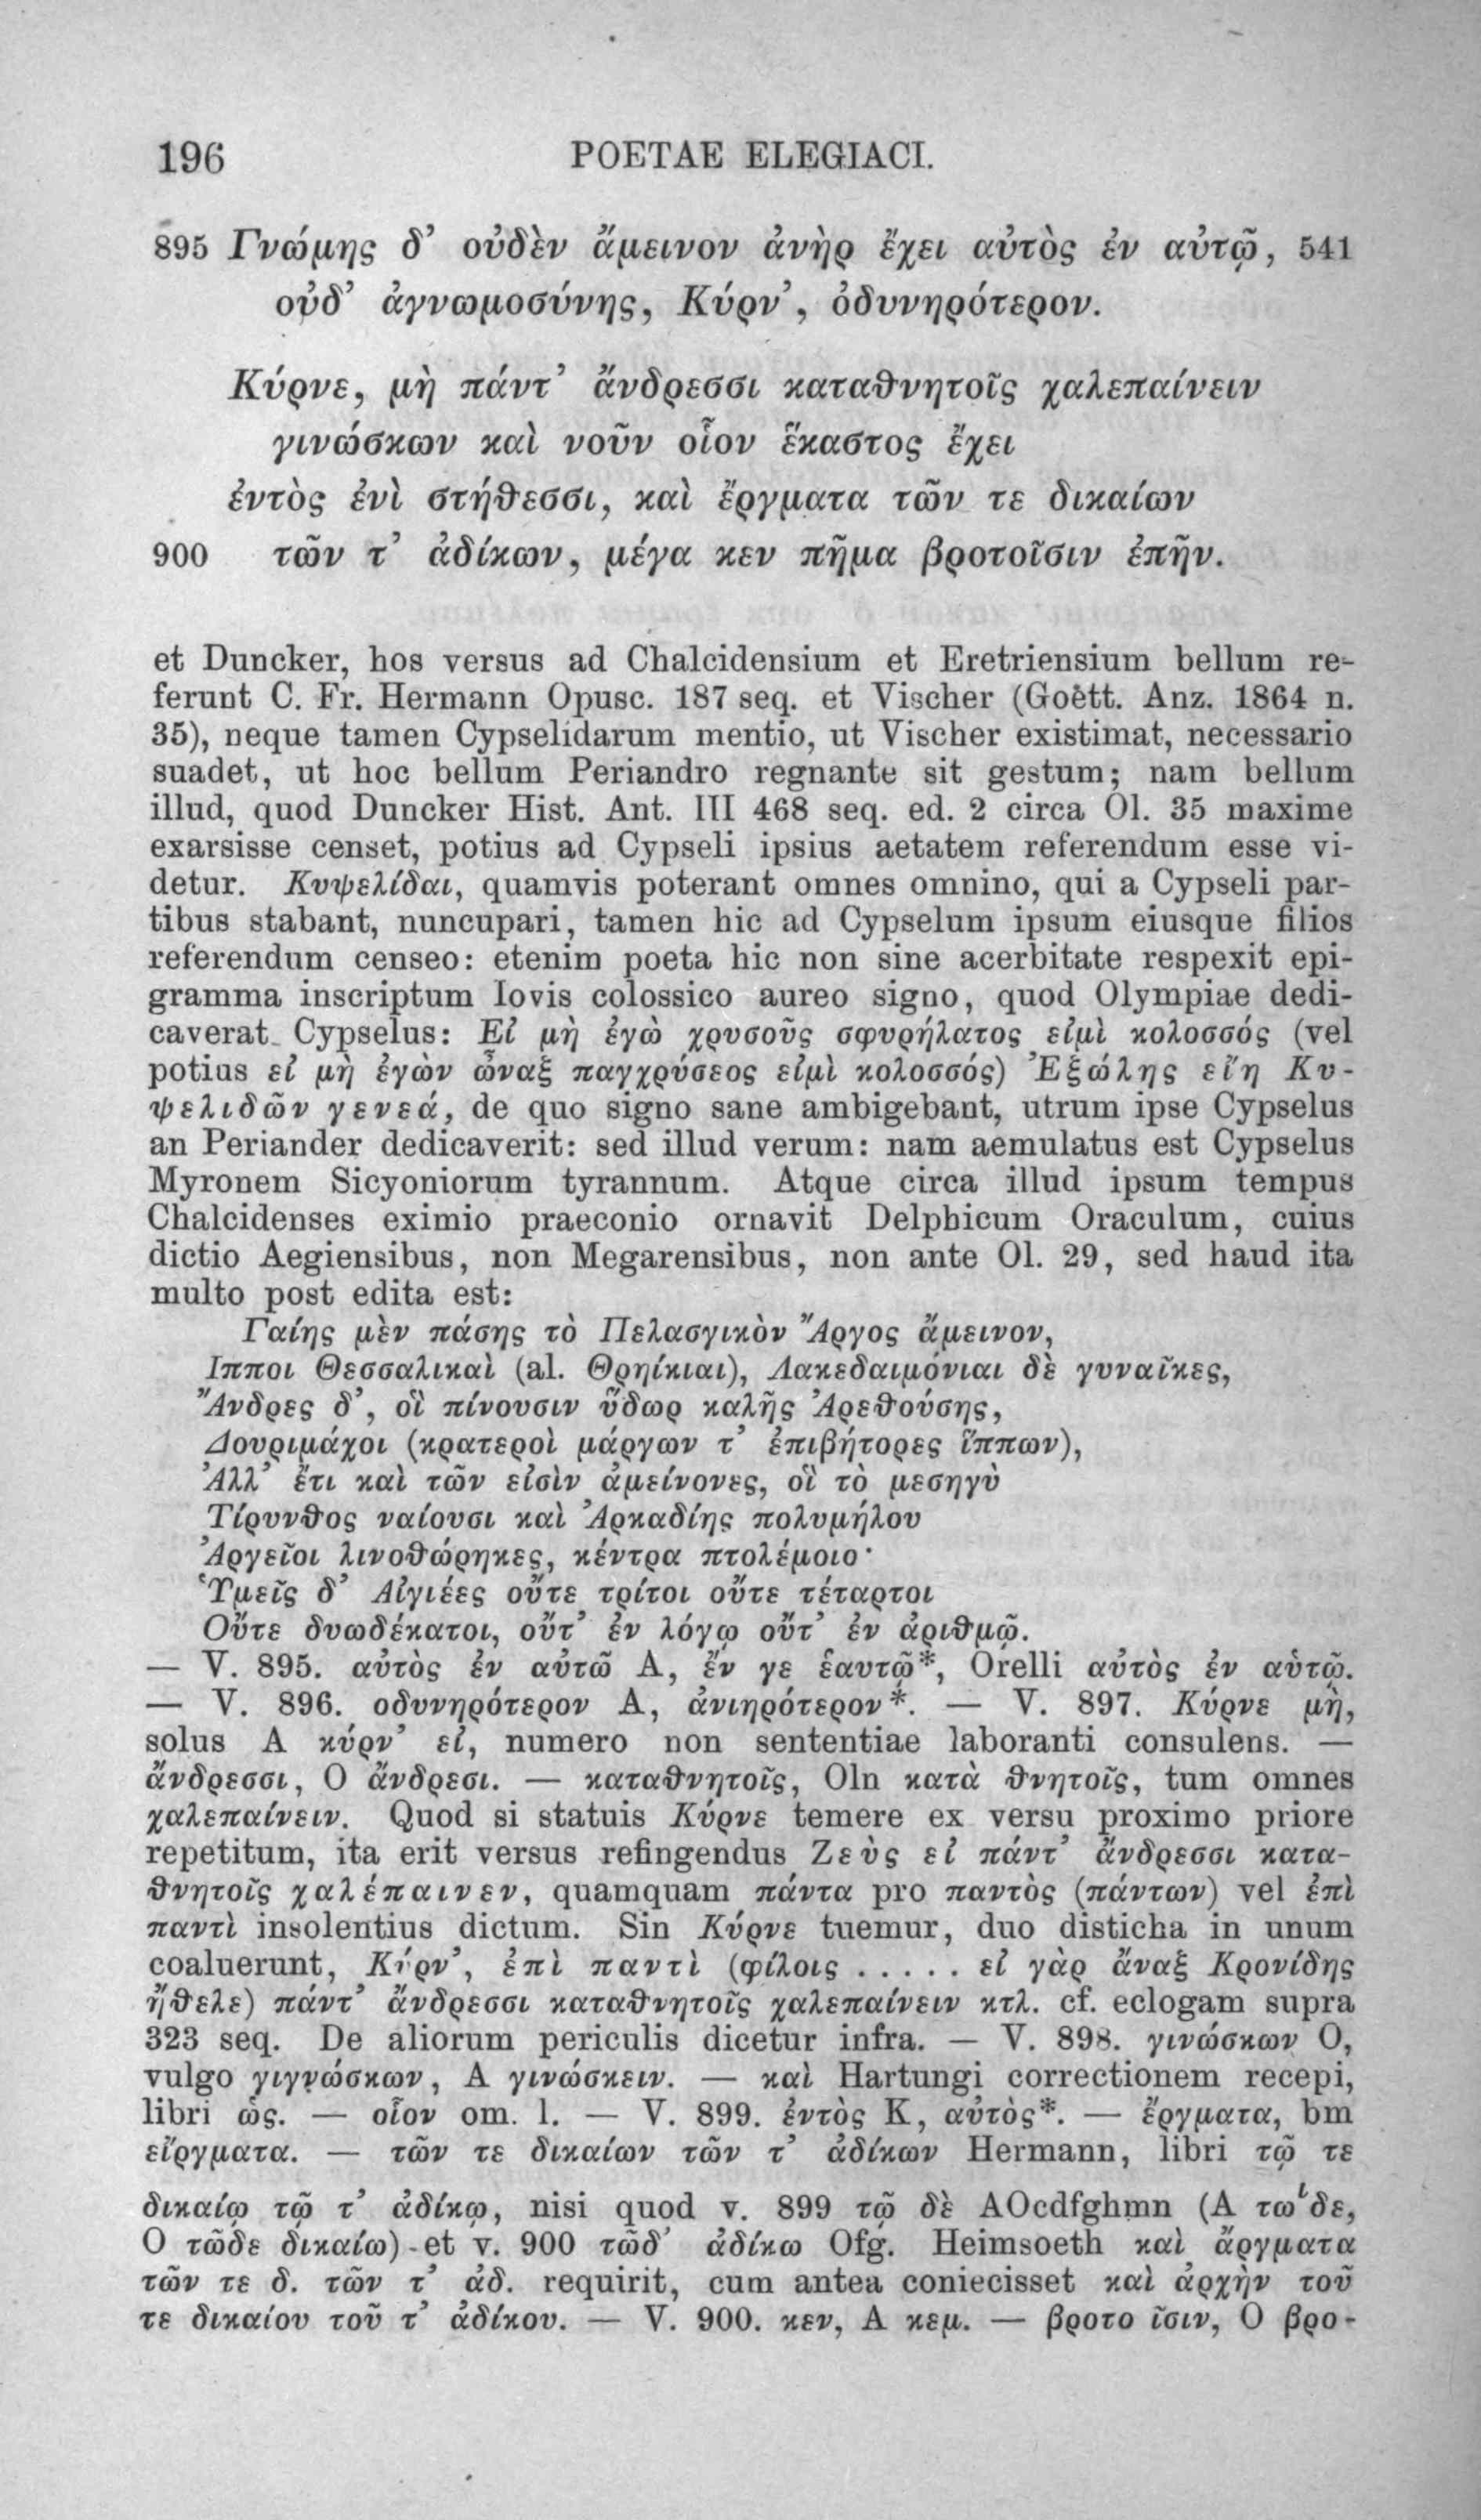 196 POETAE ELEGIACI.
895 Γνώμης δ’ οὐδὲν ἄμεινον ἀνὴρ ἔχει αὐτὸς ἐν αὐτῷ, 541
οὐδ’ ἀγνωμοσύνης, Κύρν’, ὀδυνηρότερον.
Κύρνε, μὴ πάντ’ ἄνδρεσσι καταθνητοῖς χαλεπαίνειν
γινώσκων καὶ νοῦν οἷον ἕκαστος ἔχει
ἐντὸς ἐνὶ στήθεσσι, καὶ ἔργματα τῶν τε δικαίων
900 τῶν τ’ ἀδίκων, μέγα κεν πῆμα βροτοῖσιν ἐπῆν.
et Duncker, hos versus ad Chalcidensium et Eretriensium bellum re-
ferunt C. Fr. Hermann Opusc. 187 seq. et Vischer (Goètt. Anz. 1864 n.
35), neque tamen Cypselidarum mentio, ut Vischer existimat, necessario
suadet, ut hoc bellum Periandro regnante sit gestum; nam bellum
illud, quod Duncker Hist. Ant. III 468 seq. ed. 2 circa Ol. 35 maxime
exarsisse censet, potius ad Cypseli ipsius aetatem referendum esse vi-
detur. Κυψελίδαι, quamvis poterant omnes omnino, qui a Cypseli par-
tibus stabant, nuncupari, tamen hic ad Cypselum ipsum eiusque filios
referendum censeo: etenim poeta hic non sine acerbitate respexit epi-
gramma inscriptum Iovis colossico aureo signo, quod Olympiae dedi-
caverat Cypselus: Εἰ μὴ ἐγὼ χρυσοῦς σφυρήλατος εἰμὶ κολοσσός (vel
potius εἰ μὴ ἐγὼν ὦναξ παγχρύσεος εἰμὶ κολοσσός) Ἐξώλης εἴη Κυ-
ψελιδῶν γενεά, de quo signo sane ambigebant, utrum ipse Cypselus
an Periander dedicaverit: sed illud verum: nam aemulatus est Cypselus
Myronem Sicyoniorum tyrannum. Atque circa illud ipsum tempus
Chalcidenses eximio praeconio ornavit Delphicum Oraculum, cuius
dictio Aegiensibus, non Megarensibus, non ante Ol. 29, sed haud ita
multo post edita est:
Γαίης μὲν πάσης τὸ Πελασγικὸν Ἄργος ἄμεινον,
Ιπποι Θεσσαλικαὶ (al. Θρηίκιαι), Λακεδαιμόνιαι δὲ γυναῖκες,
Ἄνδρες δ’, οἳ πίνουσιν ὕδωρ καλῆς Ἀρεθούσης,
Δουριμάχοι (κρατεροὶ μάργων τ’ ἐπιβήτορες ἵππων),
Ἀλλ’ ἔτι καὶ τῶν εἰσὶν ἀμείνονες, οἳ τὸ μεσηγὺ
Τίρυνθος ναίουσι καὶ Ἀρκαδίης πολυμήλου
Ἀργεῖοι λινοθώρηκες, κέντρα πτολέμοιο·
Ὑμεῖς δ’ Αἰγιέες οὔτε τρίτοι οὔτε τέταρτοι
Οὔτε δυωδέκατοι, οὔτ’ ἐν λόγῳ οὔτ’ ἐν ἀριθμῷ.
— V. 895. αὐτὸς ἐν αὐτῶ A, ἔν γε ἑαυτῷ*, Orelli αὐτὸς ἐν αὑτῷ.
— V. 896. οδυνηρότερον A, ἀνιηρότερον*. — V. 897. Κύρνε μὴ,
solus A κύρν’ εἰ, numero non sententiae laboranti consulens. —
ἄνδρεσσι, O ἄνδρεσι. — καταθνητοῖς, Oln κατὰ θνητοῖς, tum omnes
χαλεπαίνειν. Quod si statuis Κύρνε temere ex versu proximo priore
repetitum, ita erit versus refingendus Ζεὺς εἰ πάντ’ ἄνδρεσσι κατα-
θνητοῖς χαλέπαινεν, quamquam πάντα pro παντὸς (πάντων) vel ἐπὶ
παντὶ insolentius dictum. Sin Κύρνε tuemur, duo disticha in unum
coaluerunt, Κύρν’, ἐπὶ παντὶ (φίλοις ..... εἰ γὰρ ἄναξ Κρονίδης
ἤθελε) πάντ’ ἄνδρεσσι καταθνητοῖς χαλεπαίνειν κτλ. cf. eclogam supra
323 seq. De aliorum periculis dicetur infra. — V. 898. γινώσκων O,
vulgo γιγνώσκων, A γινώσκειν. — καὶ Hartungi correctionem recepi,
libri ὡς. — οἷον om. l. — V. 899. ἐντὸς K, αὐτὸς*. — ἔργματα, bm
εἴργματα. — τῶν τε δικαίων τῶν τ’ ἀδίκων Hermann, libri τῷ τε
δικαίῳ τῷ τ’ ἀδίκῳ, nisi quod v. 899 τῷ δὲ AOcdfghmn (A τωιδε,
O τῶδε δικαίω) et v. 900 τῶδ’ ἀδίκω Ofg. Heimsoeth καὶ ἄργματα
τῶν τε δ. τῶν τ’ ἀδ. requirit, cum antea coniecisset καὶ ἀρχὴν τοῦ
τε δικαίου τοῦ τ’ ἀδίκου. — V. 900. κεν, A κεμ. — βροτο ῖσιν, O βρο-